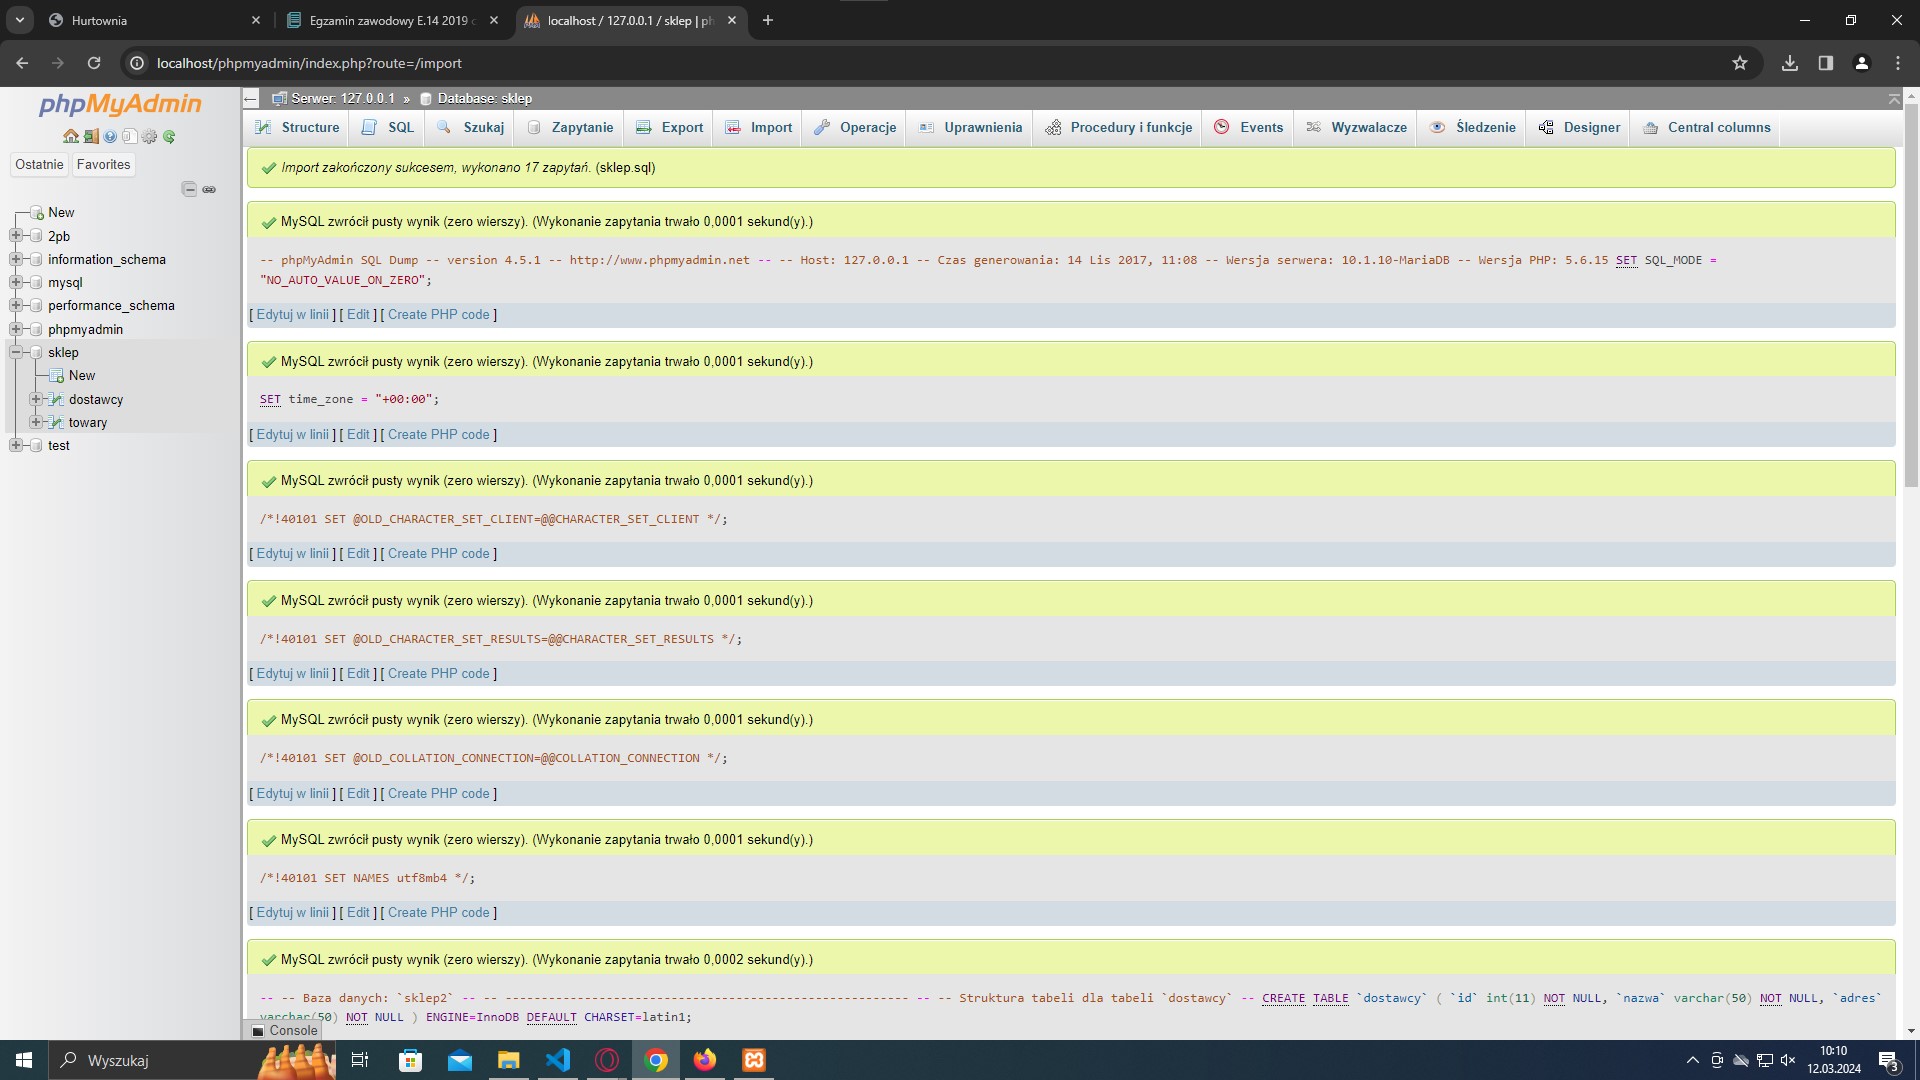 Hurtownia
Egzamin zawodowy E.14 2019 c
localhost / 127.0.0.1 / sklep | ph
localhost/phpmyadmin/index.php?route=/import
phpMyAdmin
Ostatnie
Favorites
New
2pb
information_schema
mysql
performance_schema
phpmyadmin
sklep
New
dostawcy
towary
test
Serwer: 127.0.0.1 » Database: sklep
Structure
SQL
Szukaj
Zapytanie
Export
Import
Operacje
Uprawnienia
Procedury i funkcje
Events
Wyzwalacze
Śledzenie
Designer
Central columns
Import zakończony sukcesem, wykonano 17 zapytań. (sklep.sql)
MySQL zwrócił pusty wynik (zero wierszy). (Wykonanie zapytania trwało 0,0001 sekund(y).)
-- phpMyAdmin SQL Dump -- version 4.5.1 -- http://www.phpmyadmin.net -- -- Host: 127.0.0.1 -- Czas generowania: 14 Lis 2017, 11:08 -- Wersja serwera: 10.1.10-MariaDB -- Wersja PHP: 5.6.15 SET SQL_MODE =
"NO_AUTO_VALUE_ON_ZERO";
[ Edytuj w linii ] [ Edit ] [ Create PHP code ]
MySQL zwrócił pusty wynik (zero wierszy). (Wykonanie zapytania trwało 0,0001 sekund(y).)
SET time_zone = "+00:00";
[ Edytuj w linii ] [ Edit ] [ Create PHP code ]
MySQL zwrócił pusty wynik (zero wierszy). (Wykonanie zapytania trwało 0,0001 sekund(y).)
/*!40101 SET @OLD_CHARACTER_SET_CLIENT=@@CHARACTER_SET_CLIENT */;
[ Edytuj w linii ] [ Edit ] [ Create PHP code ]
MySQL zwrócił pusty wynik (zero wierszy). (Wykonanie zapytania trwało 0,0001 sekund(y).)
/*!40101 SET @OLD_CHARACTER_SET_RESULTS=@@CHARACTER_SET_RESULTS */;
[ Edytuj w linii ] [ Edit ] [ Create PHP code ]
MySQL zwrócił pusty wynik (zero wierszy). (Wykonanie zapytania trwało 0,0001 sekund(y).)
/*!40101 SET @OLD_COLLATION_CONNECTION=@@COLLATION_CONNECTION */;
[ Edytuj w linii ] [ Edit ] [ Create PHP code ]
MySQL zwrócił pusty wynik (zero wierszy). (Wykonanie zapytania trwało 0,0001 sekund(y).)
/*!40101 SET NAMES utf8mb4 */;
[ Edytuj w linii ] [ Edit ] [ Create PHP code ]
MySQL zwrócił pusty wynik (zero wierszy). (Wykonanie zapytania trwało 0,0002 sekund(y).)
-- -- Baza danych: `sklep2` -- -- -------------------------------------------------------- -- -- Struktura tabeli dla tabeli `dostawcy` -- CREATE TABLE `dostawcy` ( `id` int(11) NOT NULL, `nazwa` varchar(50) NOT NULL, `adres`
varchar(50) NOT NULL ) ENGINE=InnoDB DEFAULT CHARSET=latin1;
Console
Wyszukaj
10:10
12.03.2024
3